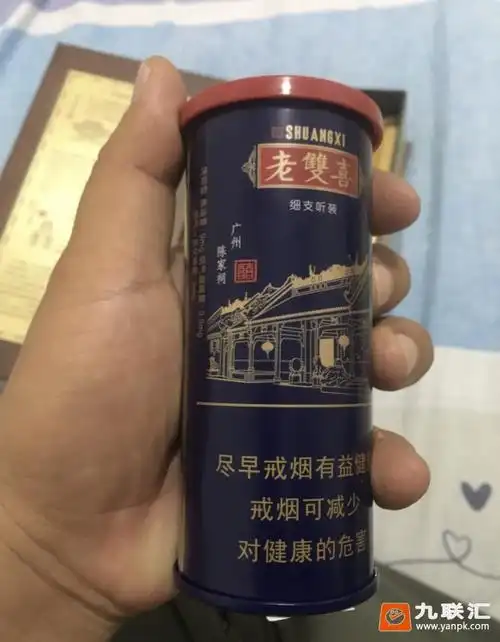 SHUANGXI
老雙喜
细支听装
广州
陈家祠
尽早戒烟有益健
戒烟可减少
对健康的危害
九联汇
www.yanpk.com